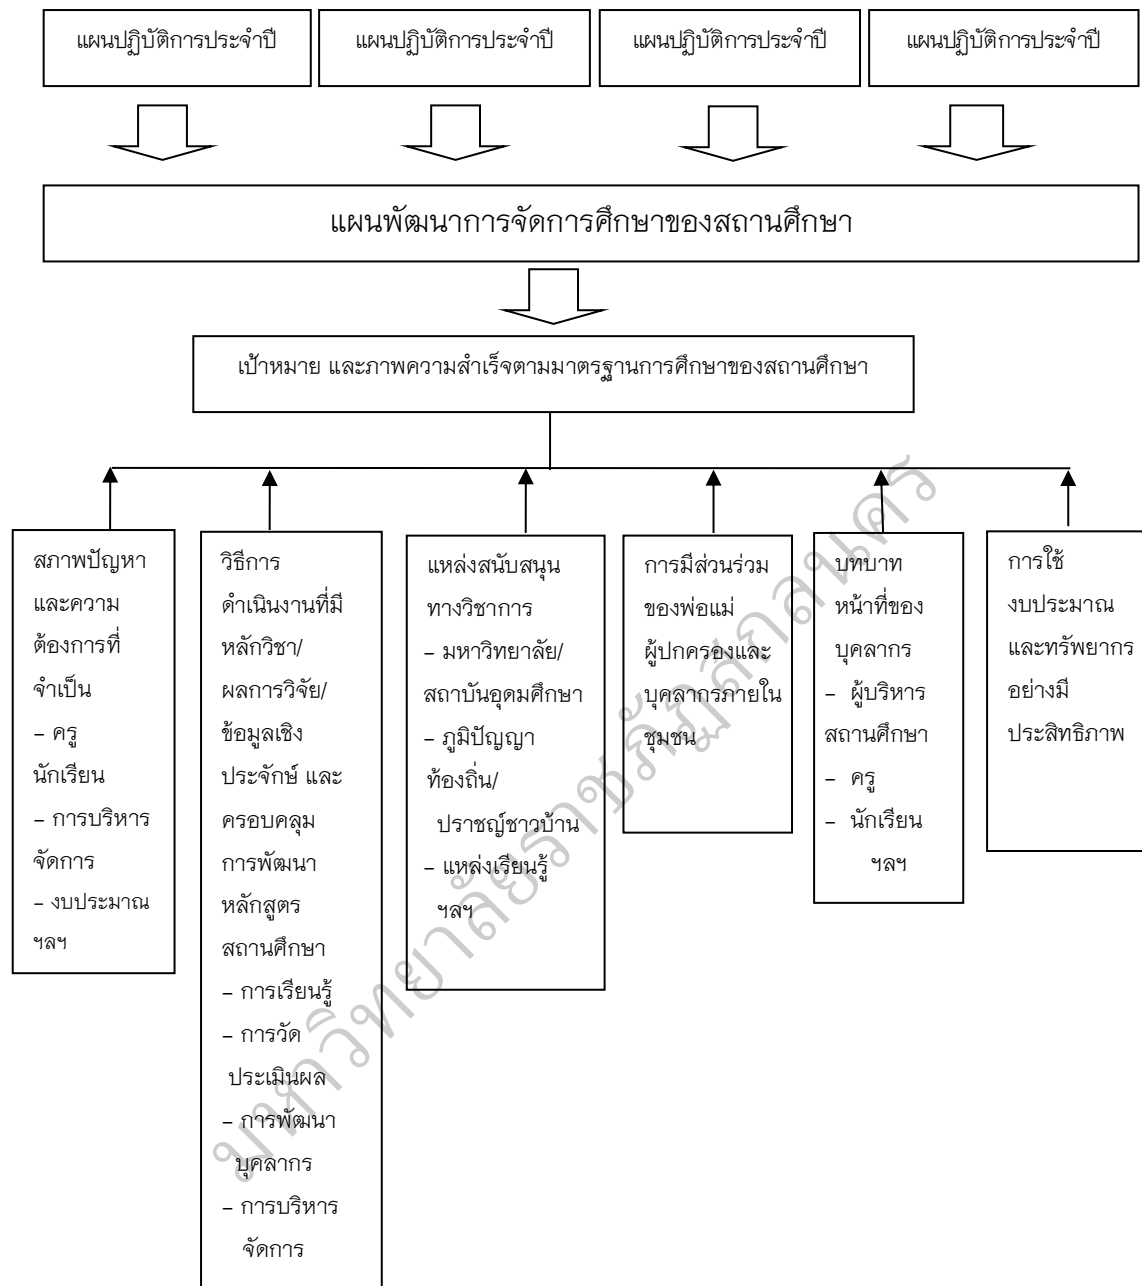 แผนปฏิบัติการประจำปี
แผนปฏิบัติการประจำปี
แผนปฏิบัติการประจำปี
แผนปฏิบัติการประจำปี
แผนพัฒนาการจัดการศึกษาของสถานศึกษา
เป้าหมาย และภาพความสำเร็จตามมาตรฐานการศึกษาของสถานศึกษา
สภาพปัญหา
และความ
ต้องการที่
จำเป็น
– ครู
นักเรียน
– การบริหาร
จัดการ
– งบประมาณ
ฯลฯ
วิธีการ
ดำเนินงานที่มี
หลักวิชา/
ผลการวิจัย/
ข้อมูลเชิง
ประจักษ์ และ
ครอบคลุม
การพัฒนา
หลักสูตร
สถานศึกษา
– การเรียนรู้
– การวัด
ประเมินผล
– การพัฒนา
บุคลากร
– การบริหาร
จัดการ
แหล่งสนับสนุน
ทางวิชาการ
– มหาวิทยาลัย/
สถาบันอุดมศึกษา
– ภูมิปัญญา
ท้องถิ่น/
ปราชญ์ชาวบ้าน
– แหล่งเรียนรู้
ฯลฯ
การมีส่วนร่วม
ของพ่อแม่
ผู้ปกครองและ
บุคลากรภายใน
ชุมชน
บทบาท
หน้าที่ของ
บุคลากร
– ผู้บริหาร
สถานศึกษา
– ครู
– นักเรียน
ฯลฯ
การใช้
งบประมาณ
และทรัพยากร
อย่างมี
ประสิทธิภาพ
มหาวิทยาลัยราชภัฏสกลนคร